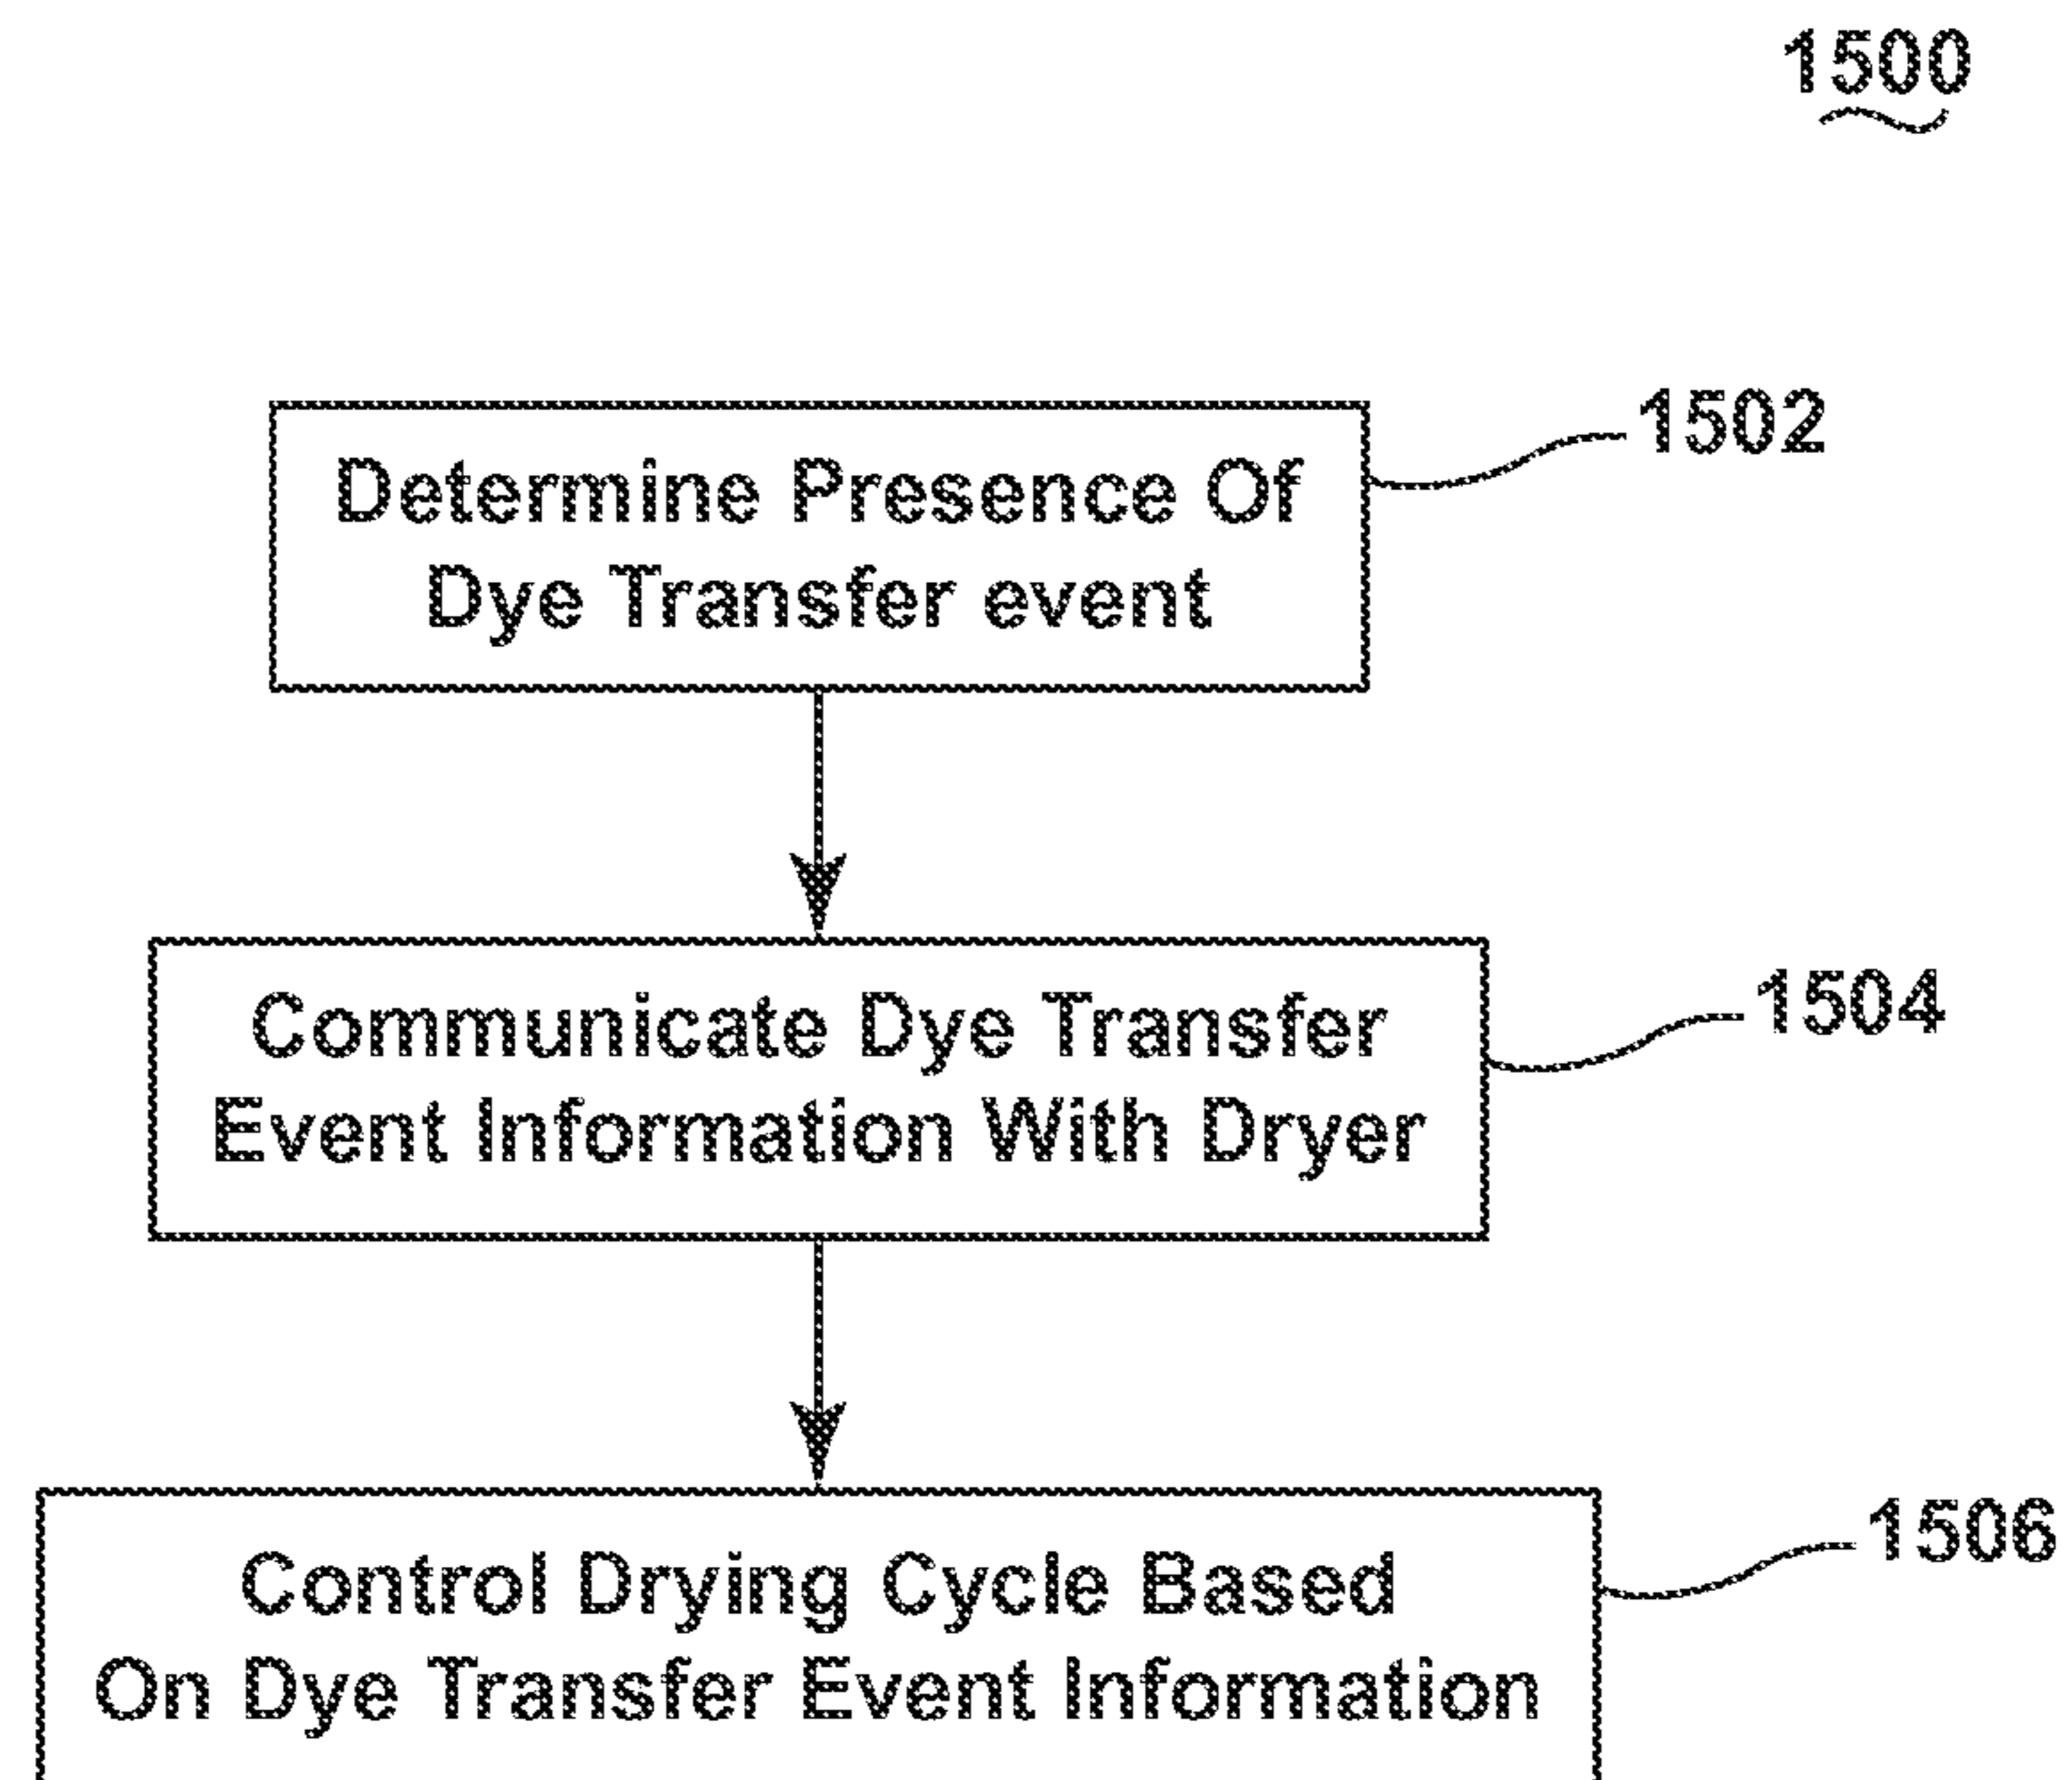 1500
Determine Presence Of
Dye Transfer event
1502
Communicate Dye Transfer
Event Information With Dryer
1504
Control Drying Cycle Based
On Dye Transfer Event Information
1506